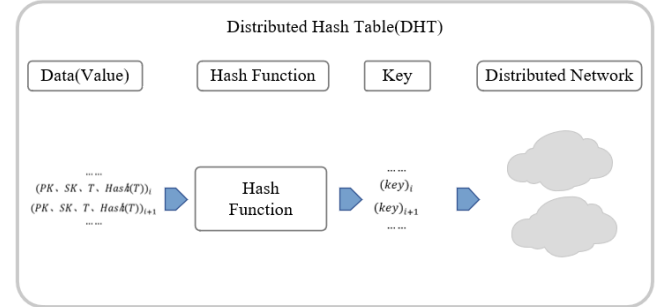 Distributed Hash Table(DHT)
Data(Value)
Hash Function
Key
Distributed Network
... ...
(PK、SK、T、Hash(T))i
(PK、SK、T、Hash(T))i+1
... ...
Hash
Function
... ...
(key)i
(key)i+1
... ...